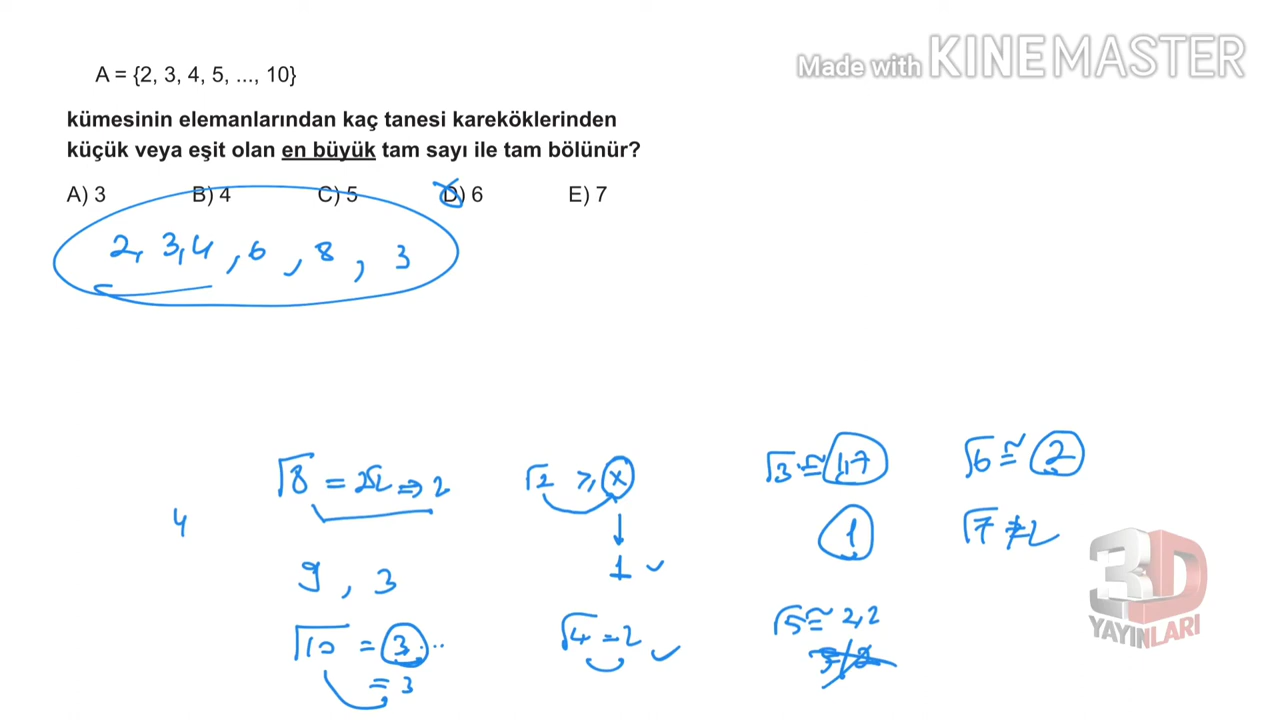 Made with KINEMASTER
A = {2, 3, 4, 5, ..., 10}
kümesinin elemanlarından kaç tanesi kareköklerinden
küçük veya eşit olan en büyük tam sayı ile tam bölünür?
A) 3 B) 4 C) 5 D) 6 E) 7
2, 3, 4, 6, 8, 3
√8 = 2√2 ⇒ 2
√2 ≥ x
√3 ≅ 1,7
√6 ≅ 2
4
1
√7 ≠ 2
9, 3
1
√10 = 3...
= 3
√4 = 2
√5 ≅ 2,2
3D
YAYINLARI